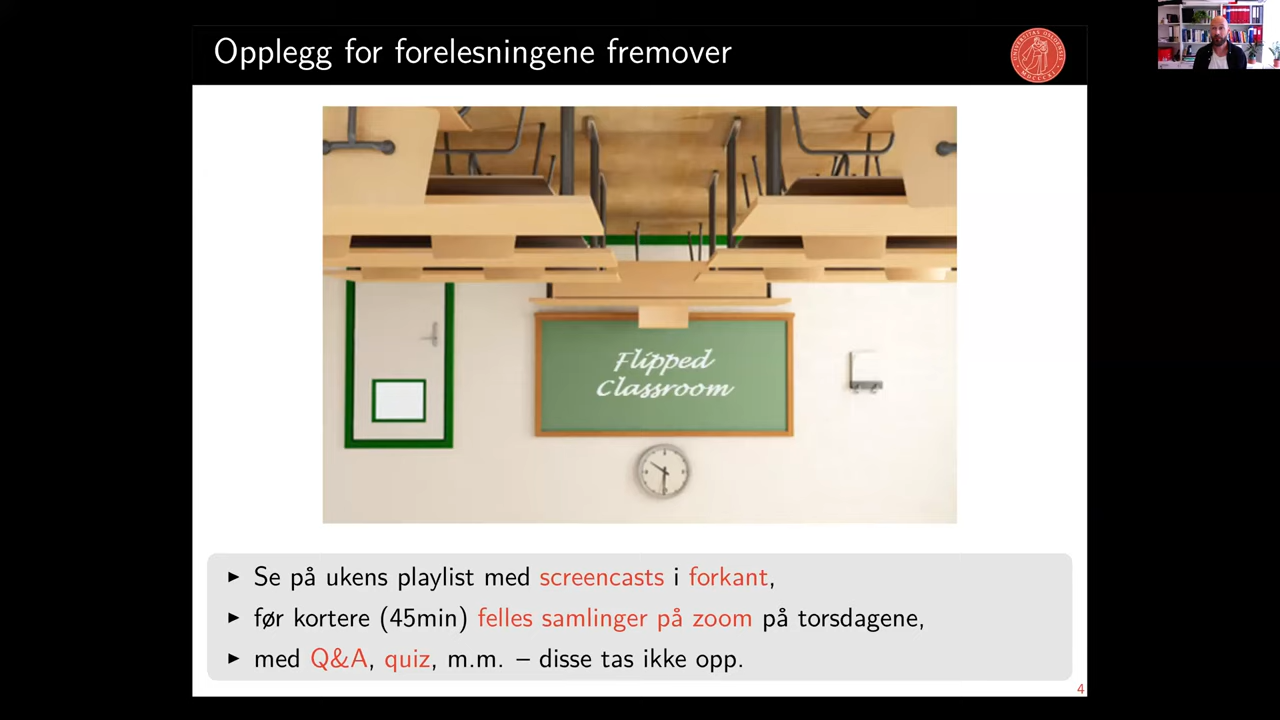 Opplegg for forelesningene fremover
Flipped
Classroom
▶ Se på ukens playlist med screencasts i forkant,
▶ før kortere (45min) felles samlinger på zoom på torsdagene,
▶ med Q&A, quiz, m.m. – disse tas ikke opp.
4